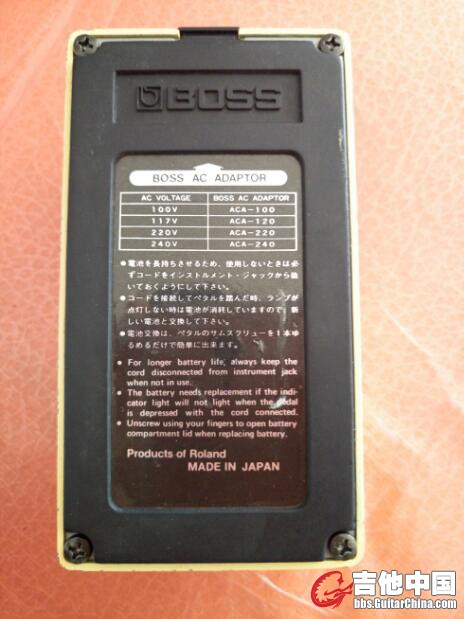 BOSS
BOSS AC ADAPTOR
AC VOLTAGE BOSS AC ADAPTOR
100V ACA-100
117V ACA-120
220V ACA-220
240V ACA-240
●電池を長持ちさせるため、使用しないときは必
ずコードをインストルメント・ジャックから抜
いておくようにして下さい。
●コードを接続してペタルを踏んだ時、ランプが
点灯しない時は電池が消耗していますので、新
しい電池と交換して下さい。
●電池交換は、ペタルのサムスクリューを1本ゆ
るめるだけで簡単に出来ます。
● For longer battery life, always keep the
cord disconnected from instrument jack
when not in use.
● The battery needs replacement if the indi-
cator light will not light when the pedal
is depressed with the cord connected.
● Unscrew using your fingers to open battery
compartment lid when replacing battery.
Products of Roland
MADE IN JAPAN
吉他中国
bbs.GuitarChina.com